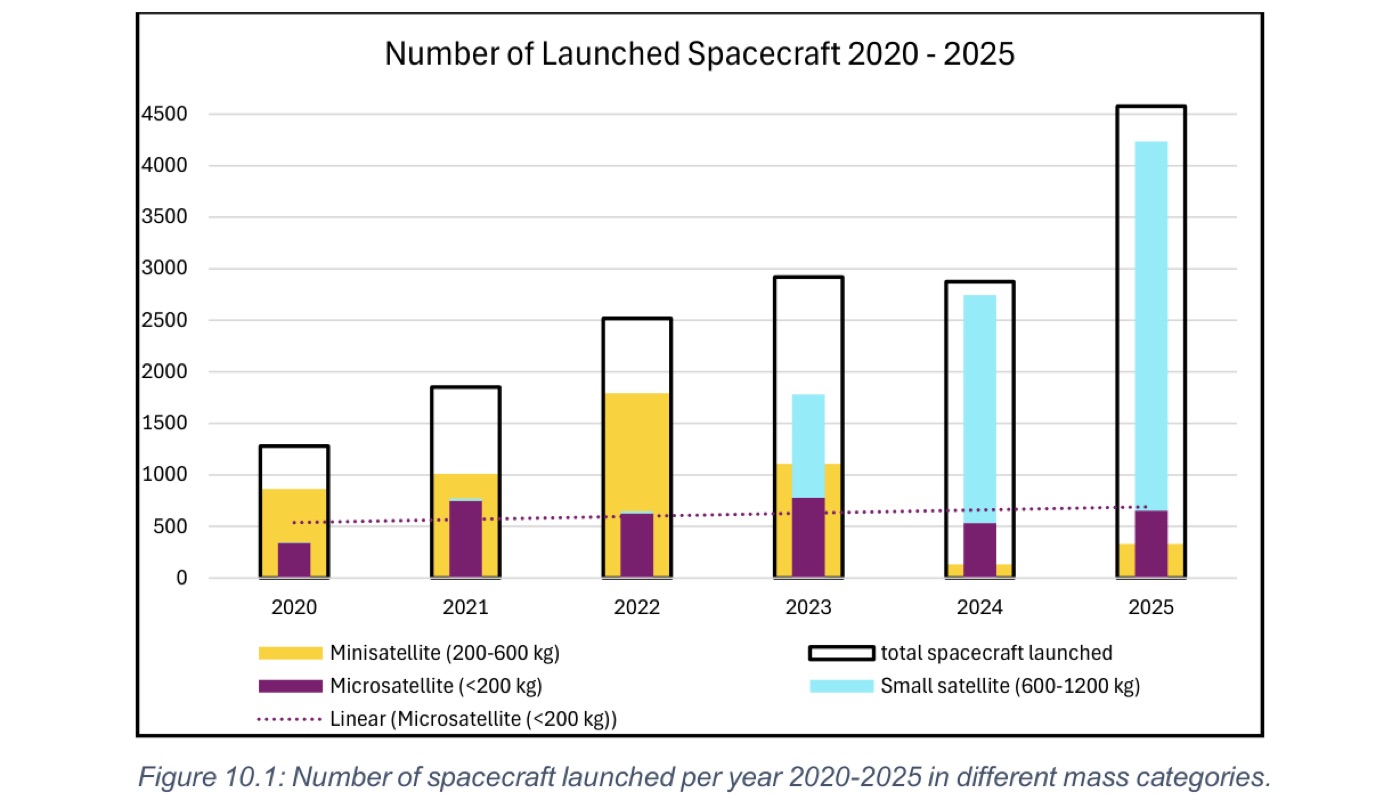 Number of Launched Spacecraft 2020 - 2025
4500
4000
3500
3000
2500
2000
1500
1000
500
0
2020 2021 2022 2023 2024 2025
Minisatellite (200-600 kg) total spacecraft launched
Microsatellite (<200 kg) Small satellite (600-1200 kg)
Linear (Microsatellite (<200 kg))
Figure 10.1: Number of spacecraft launched per year 2020-2025 in different mass categories.